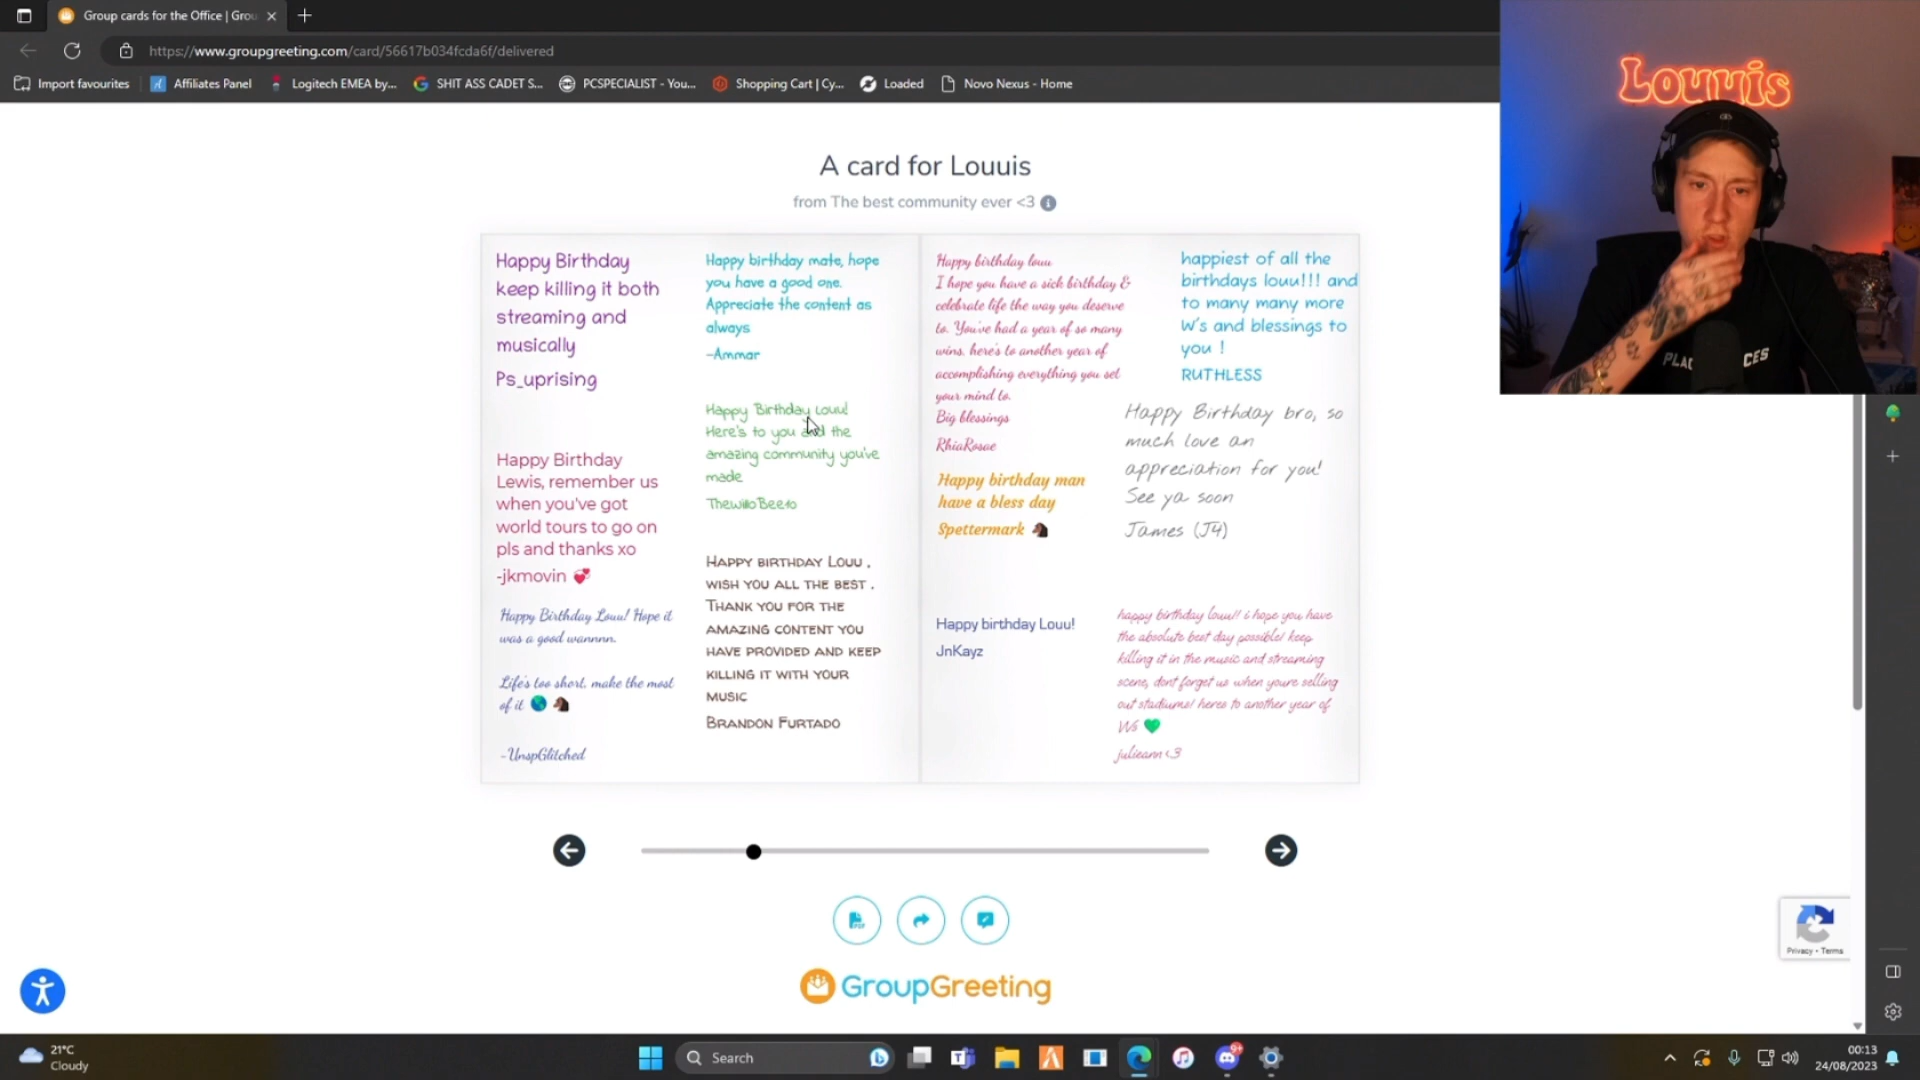 Group cards for the Office | Grou
https://www.groupgreeting.com/card/56617b034fcda6f/delivered
Import favourites
Affiliates Panel
Logitech EMEA by...
SHIT ASS CADET S...
PCSPECIALIST - You...
Shopping Cart | Cy...
Loaded
Novo Nexus - Home
Louuis
A card for Louuis
from The best community ever <3
Happy Birthday
keep killing it both
streaming and
musically
Ps_uprising
Happy Birthday
Lewis, remember us
when you've got
world tours to go on
pls and thanks xo
-jkmovin 💞
Happy Birthday Louu! Hope it
was a good wannnn.
Life's too short, make the most
of it 🌎 🐴
-UnspGlitched
Happy birthday mate, hope
you have a good one.
Appreciate the content as
always
-Ammar
Happy Birthday Louu!
Here's to you and the
amazing community you've
made
ThewilloBee10
Happy birthday Louu ,
wish you all the best .
Thank you for the
amazing content you
have provided and keep
killing it with your
music
Brandon Furtado
Happy birthday louu
I hope you have a sick birthday &
celebrate life the way you deserve
to. You've had a year of so many
wins, here's to another year of
accomplishing everything you set
your mind to.
Big blessings
RhiaRosae
Happy birthday man
have a bless day
Spettermark 🐴
Happy birthday Louu!
JnKayz
happiest of all the
birthdays louu!!! and
to many many more
W's and blessings to
you !
RUTHLESS
Happy Birthday bro, so
much love an
appreciation for you!
See ya soon
James (J4)
happy birthday louu!! i hope you have
the absolute best day possible! keep
killing it in the music and streaming
scene, dont forget us when youre selling
out stadiums! heres to another year of
Ws 💚
julieann<3
PLAC
CES
GroupGreeting
Privacy - Terms
21°C
Cloudy
Search
9+
00:13
24/08/2023